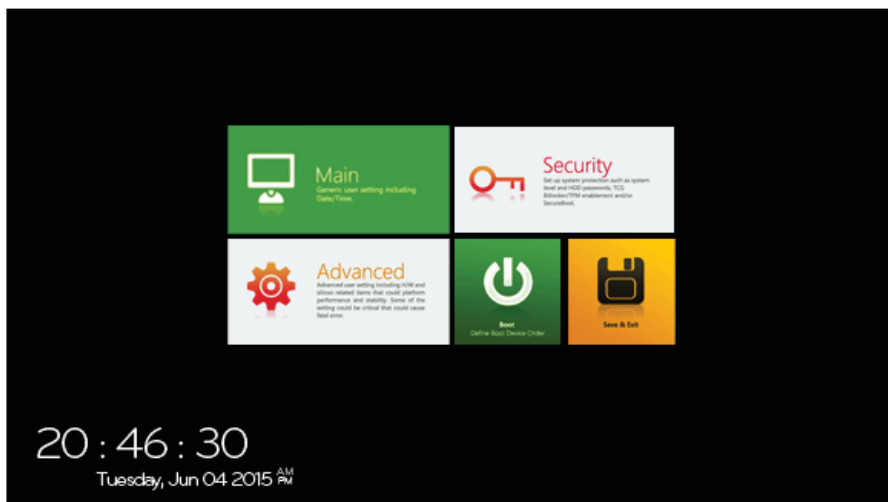 Main
Generic user setting including
Date/Time.
Security
Set up system protection such as system
level and HDD passwords, TCG
Bitlocker/TPM enablement and/or
SecureBoot.
Advanced
Advanced user setting including H/W and
silicon related items that could platform
performance and stability. Some of the
setting could be critical that could cause
fatal error.
Boot
Define Boot Device Order
Save & Exit
20 : 46 : 30
Tuesday, Jun 04 2015 AM
PM